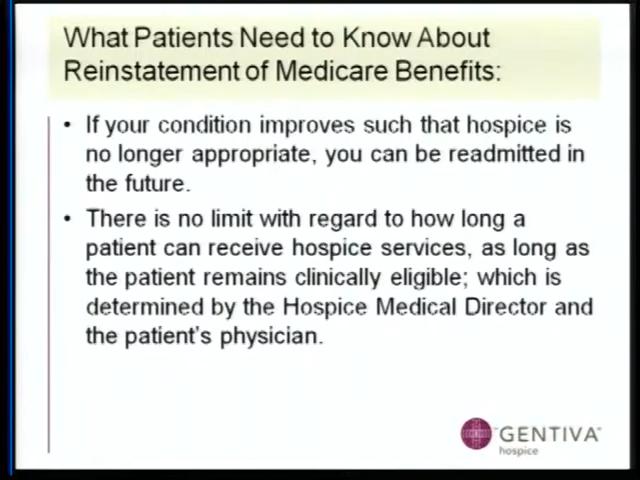 What Patients Need to Know About
Reinstatement of Medicare Benefits:
• If your condition improves such that hospice is
no longer appropriate, you can be readmitted in
the future.
• There is no limit with regard to how long a
patient can receive hospice services, as long as
the patient remains clinically eligible; which is
determined by the Hospice Medical Director and
the patient's physician.
GENTIVA
hospice